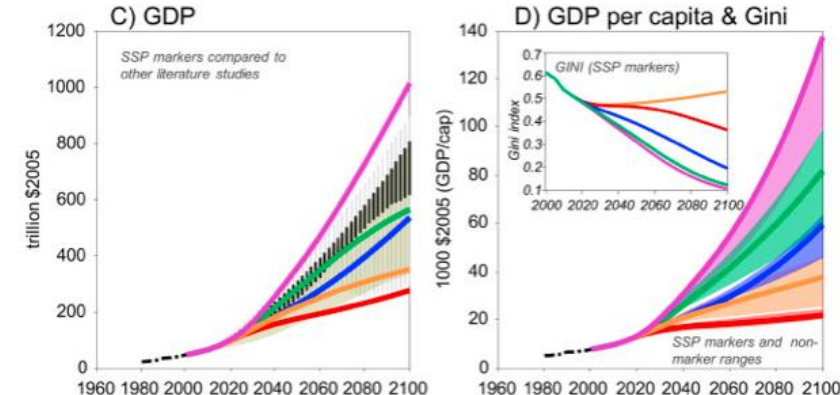 C) GDP
1200
1000
800
600
400
200
0
trillion $2005
SSP markers compared to
other literature studies
1960 1980 2000 2020 2040 2060 2080 2100
D) GDP per capita & Gini
140
120
100
80
60
40
20
0
1000 $2005 (GDP/cap)
GINI (SSP markers)
0.7
0.6
0.5
0.4
0.3
0.2
0.1
Gini index
2000 2020 2040 2060 2080 2100
SSP markers and non-
marker ranges
1960 1980 2000 2020 2040 2060 2080 2100